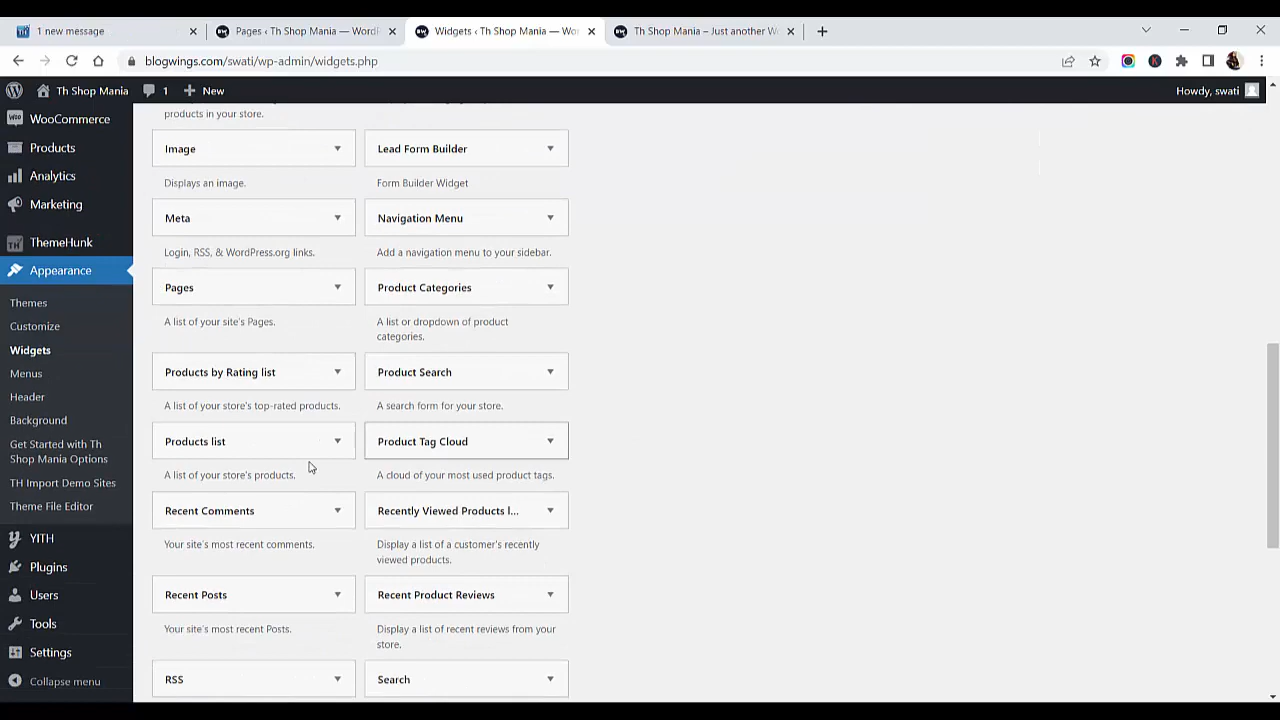 1 new message
Pages ‹ Th Shop Mania — WordP
Widgets ‹ Th Shop Mania — Wor
Th Shop Mania – Just another W
blogwings.com/swati/wp-admin/widgets.php
Th Shop Mania
1
New
Howdy, swati
WooCommerce
Products
Analytics
Marketing
ThemeHunk
Appearance
Themes
Customize
Widgets
Menus
Header
Background
Get Started with Th
Shop Mania Options
TH Import Demo Sites
Theme File Editor
YITH
Plugins
Users
Tools
Settings
Collapse menu
products in your store.
Image
Lead Form Builder
Displays an image.
Form Builder Widget
Meta
Navigation Menu
Login, RSS, & WordPress.org links.
Add a navigation menu to your sidebar.
Pages
Product Categories
A list of your site's Pages.
A list or dropdown of product
categories.
Products by Rating list
Product Search
A list of your store's top-rated products.
A search form for your store.
Products list
Product Tag Cloud
A list of your store's products.
A cloud of your most used product tags.
Recent Comments
Recently Viewed Products l...
Your site's most recent comments.
Display a list of a customer's recently
viewed products.
Recent Posts
Recent Product Reviews
Your site's most recent Posts.
Display a list of recent reviews from your
store.
RSS
Search